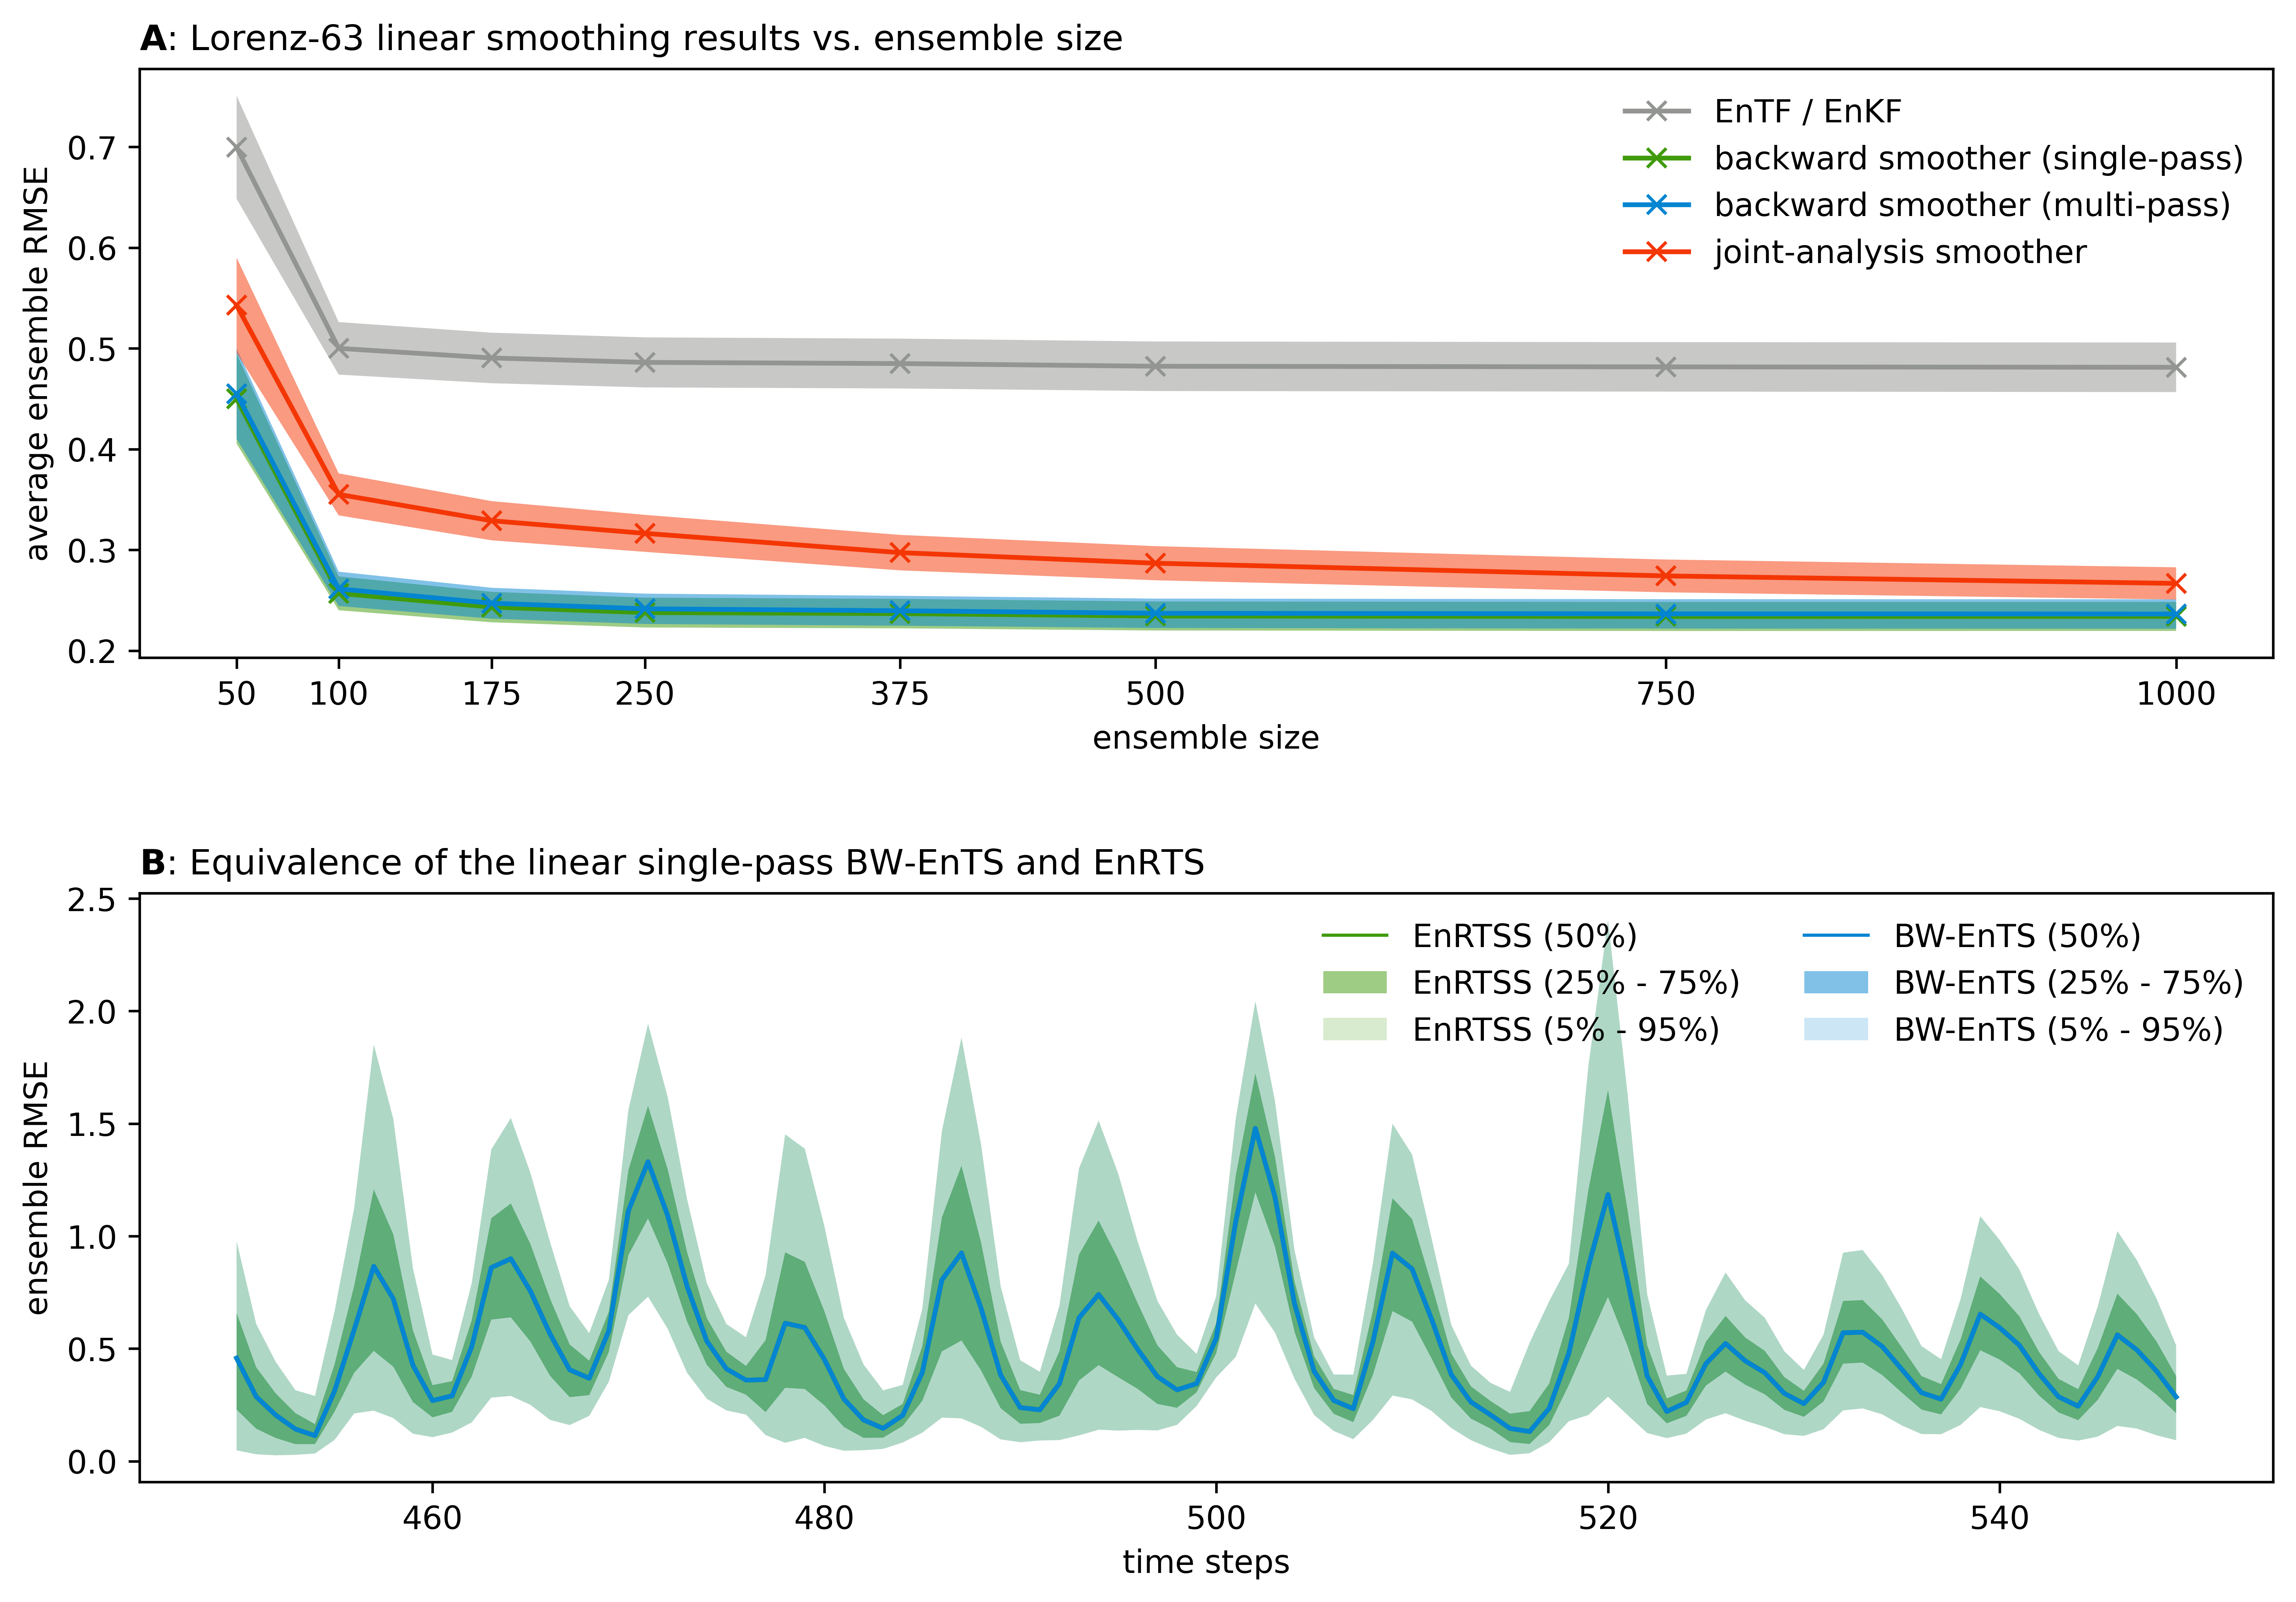 A: Lorenz-63 linear smoothing results vs. ensemble size
average ensemble RMSE
0.7
0.6
0.5
0.4
0.3
0.2
EnTF / EnKF
backward smoother (single-pass)
backward smoother (multi-pass)
joint-analysis smoother
50 100 175 250 375 500 750 1000
ensemble size
B: Equivalence of the linear single-pass BW-EnTS and EnRTS
ensemble RMSE
2.5
2.0
1.5
1.0
0.5
0.0
EnRTSS (50%)
EnRTSS (25% - 75%)
EnRTSS (5% - 95%)
BW-EnTS (50%)
BW-EnTS (25% - 75%)
BW-EnTS (5% - 95%)
460 480 500 520 540
time steps